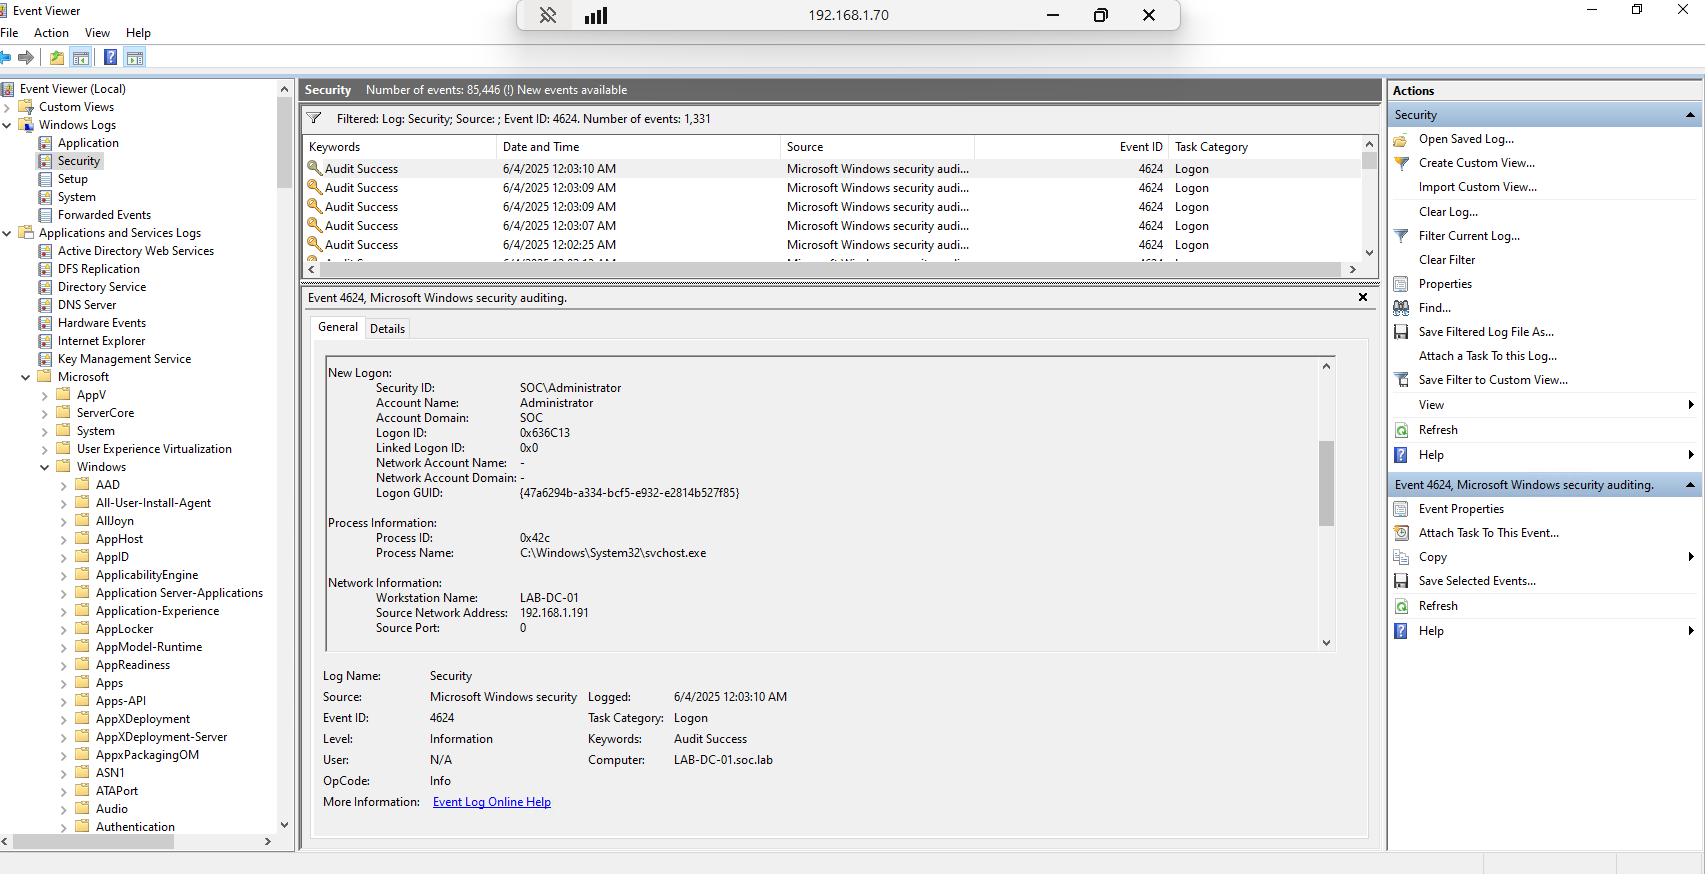 Event Viewer
192.168.1.70
File Action View Help
Event Viewer (Local)
Custom Views
Windows Logs
Application
Security
Setup
System
Forwarded Events
Applications and Services Logs
Active Directory Web Services
DFS Replication
Directory Service
DNS Server
Hardware Events
Internet Explorer
Key Management Service
Microsoft
AppV
ServerCore
System
User Experience Virtualization
Windows
AAD
All-User-Install-Agent
AllJoyn
AppHost
AppID
ApplicabilityEngine
Application Server-Applications
Application-Experience
AppLocker
AppModel-Runtime
AppReadiness
Apps
Apps-API
AppXDeployment
AppXDeployment-Server
AppxPackagingOM
ASN1
ATAPort
Audio
Authentication
Security Number of events: 85,446 (!) New events available
Filtered: Log: Security; Source: ; Event ID: 4624. Number of events: 1,331
Keywords Date and Time Source Event ID Task Category
Audit Success 6/4/2025 12:03:10 AM Microsoft Windows security audi... 4624 Logon
Audit Success 6/4/2025 12:03:09 AM Microsoft Windows security audi... 4624 Logon
Audit Success 6/4/2025 12:03:09 AM Microsoft Windows security audi... 4624 Logon
Audit Success 6/4/2025 12:03:07 AM Microsoft Windows security audi... 4624 Logon
Audit Success 6/4/2025 12:02:25 AM Microsoft Windows security audi... 4624 Logon
Event 4624, Microsoft Windows security auditing.
General Details
New Logon:
Security ID: SOC\Administrator
Account Name: Administrator
Account Domain: SOC
Logon ID: 0x636C13
Linked Logon ID: 0x0
Network Account Name: -
Network Account Domain: -
Logon GUID: {47a6294b-a334-bcf5-e932-e2814b527f85}
Process Information:
Process ID: 0x42c
Process Name: C:\Windows\System32\svchost.exe
Network Information:
Workstation Name: LAB-DC-01
Source Network Address: 192.168.1.191
Source Port: 0
Log Name: Security
Source: Microsoft Windows security Logged: 6/4/2025 12:03:10 AM
Event ID: 4624 Task Category: Logon
Level: Information Keywords: Audit Success
User: N/A Computer: LAB-DC-01.soc.lab
OpCode: Info
More Information: Event Log Online Help
Actions
Security
Open Saved Log...
Create Custom View...
Import Custom View...
Clear Log...
Filter Current Log...
Clear Filter
Properties
Find...
Save Filtered Log File As...
Attach a Task To this Log...
Save Filter to Custom View...
View
Refresh
Help
Event 4624, Microsoft Windows security auditing.
Event Properties
Attach Task To This Event...
Copy
Save Selected Events...
Refresh
Help